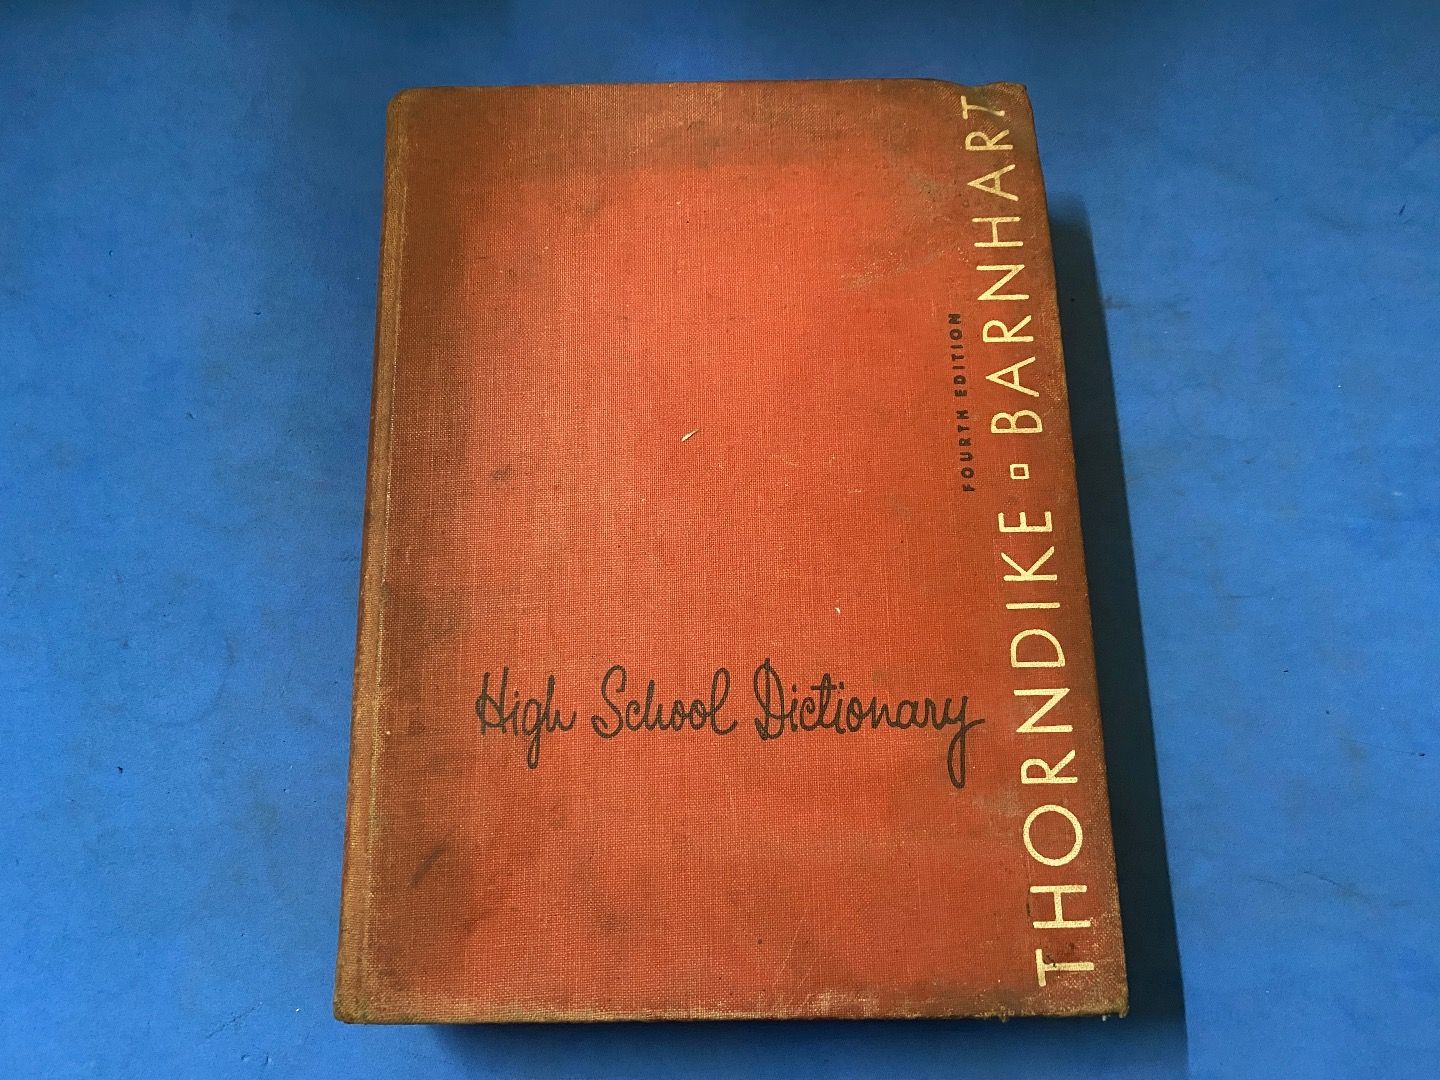 THORNDIKE ▫ BARNHART
FOURTH EDITION
High School Dictionary